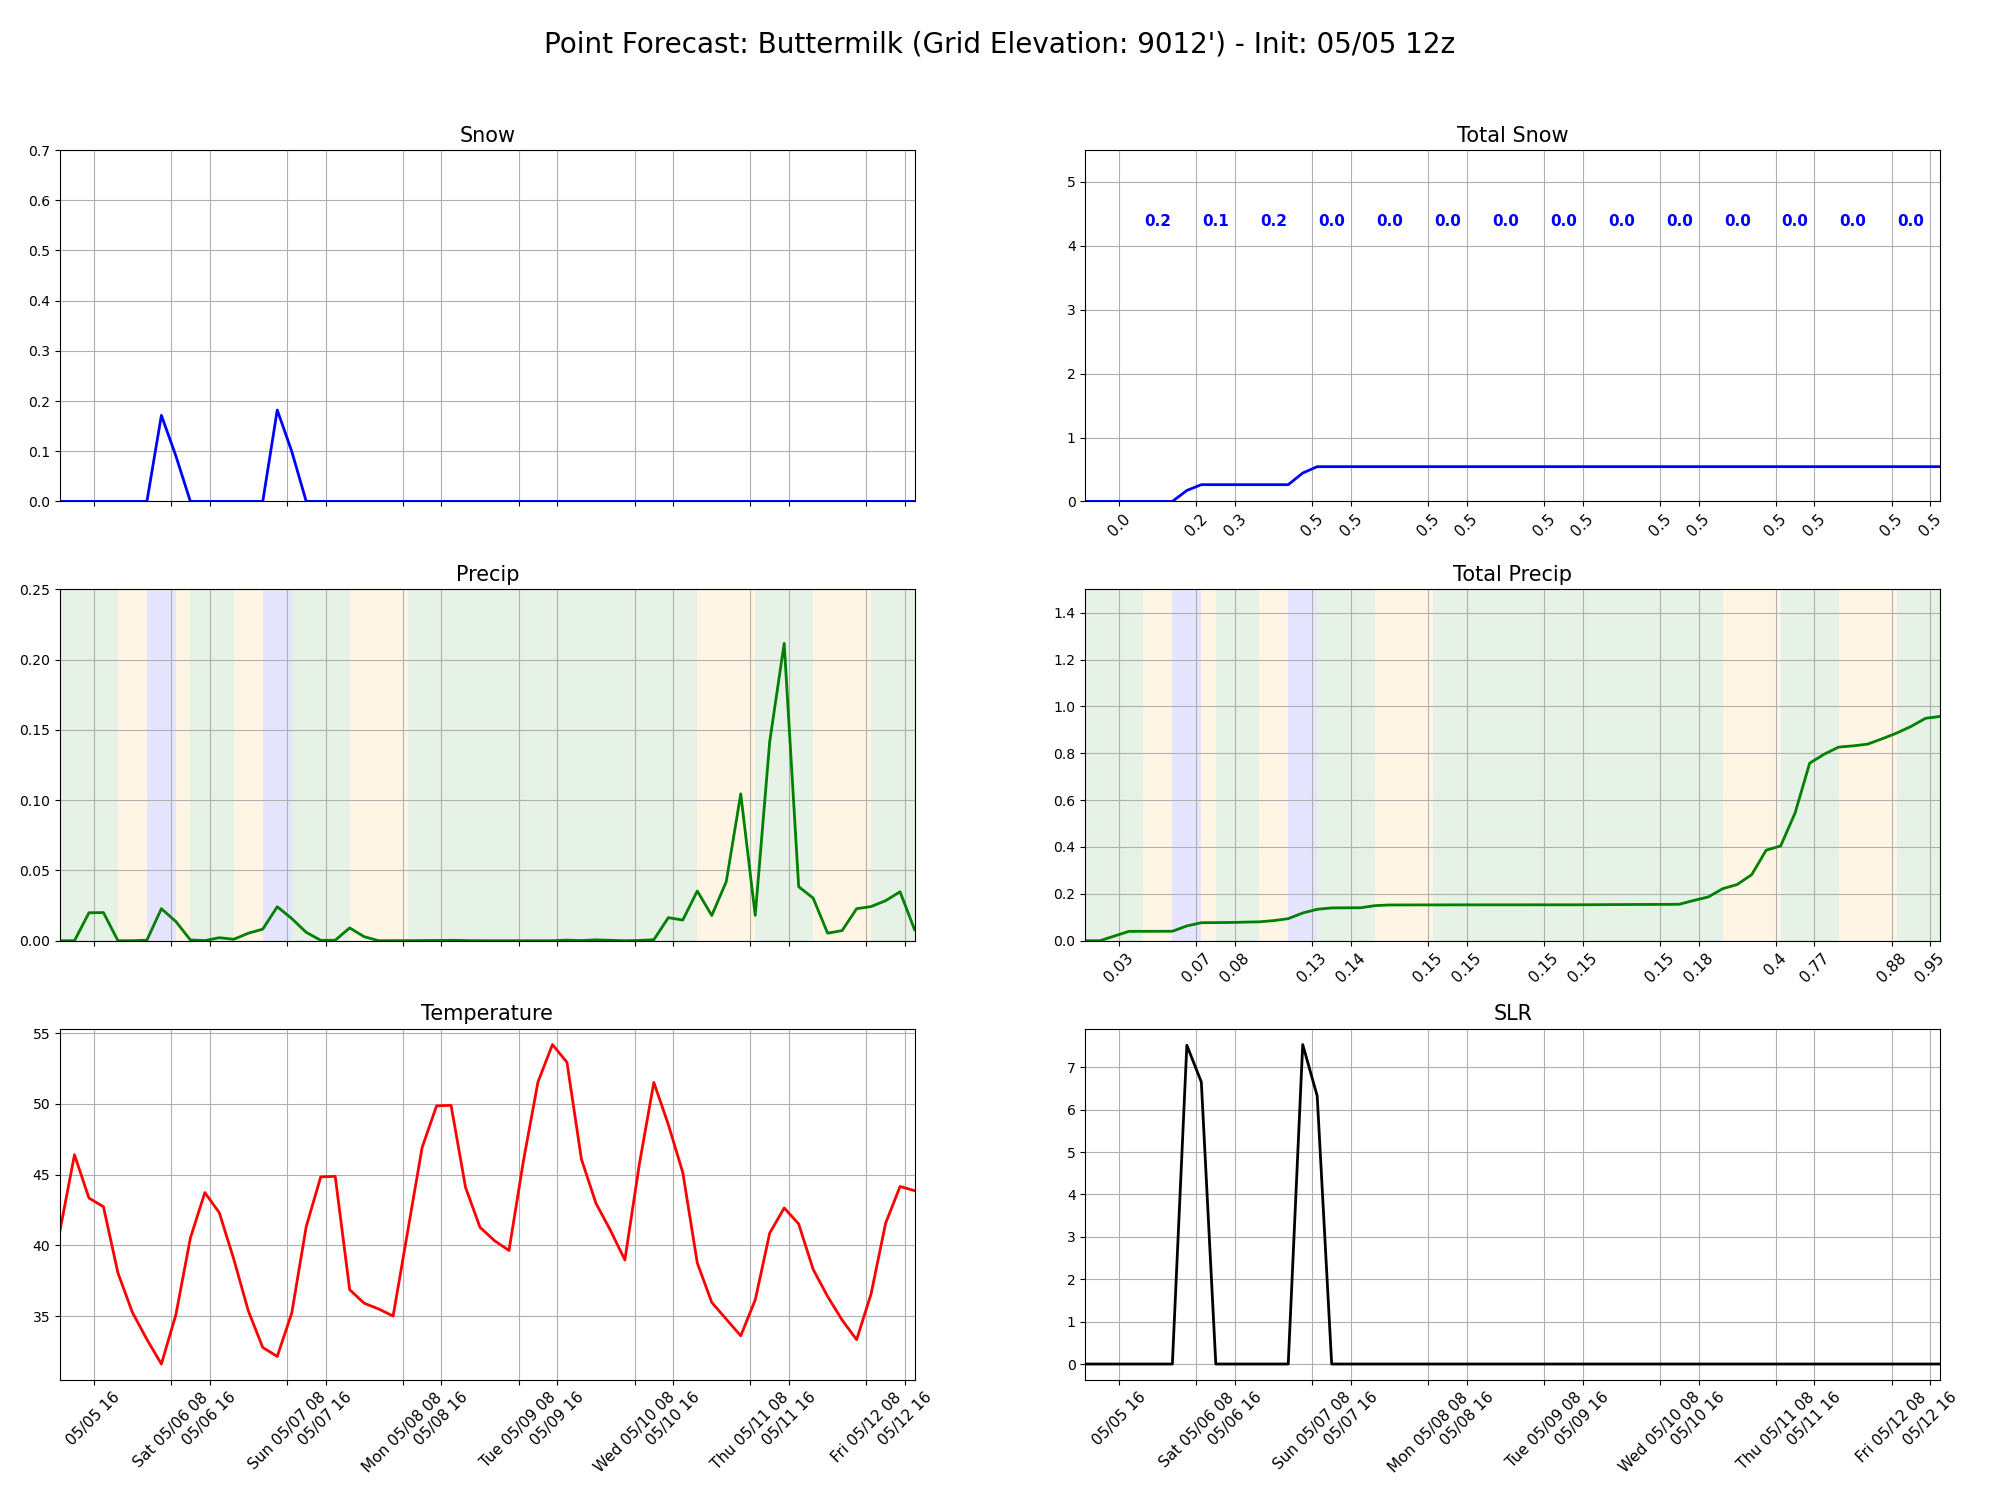 Point Forecast: Buttermilk (Grid Elevation: 9012') - Init: 05/05 12z
Snow
0.7
0.6
0.5
0.4
0.3
0.2
0.1
0.0
Total Snow
5
4
3
2
1
0
0.2 0.1 0.2 0.0 0.0 0.0 0.0 0.0 0.0 0.0 0.0 0.0 0.0 0.0
0.0 0.2 0.3 0.5 0.5 0.5 0.5 0.5 0.5 0.5 0.5 0.5 0.5 0.5 0.5
Precip
0.25
0.20
0.15
0.10
0.05
0.00
Total Precip
1.4
1.2
1.0
0.8
0.6
0.4
0.2
0.0
0.03 0.07 0.08 0.13 0.14 0.15 0.15 0.15 0.15 0.15 0.18 0.4 0.77 0.88 0.95
Temperature
55
50
45
40
35
05/05 16
Sat 05/06 08
05/06 16
Sun 05/07 08
05/07 16
Mon 05/08 08
05/08 16
Tue 05/09 08
05/09 16
Wed 05/10 08
05/10 16
Thu 05/11 08
05/11 16
Fri 05/12 08
05/12 16
SLR
7
6
5
4
3
2
1
0
05/05 16
Sat 05/06 08
05/06 16
Sun 05/07 08
05/07 16
Mon 05/08 08
05/08 16
Tue 05/09 08
05/09 16
Wed 05/10 08
05/10 16
Thu 05/11 08
05/11 16
Fri 05/12 08
05/12 16